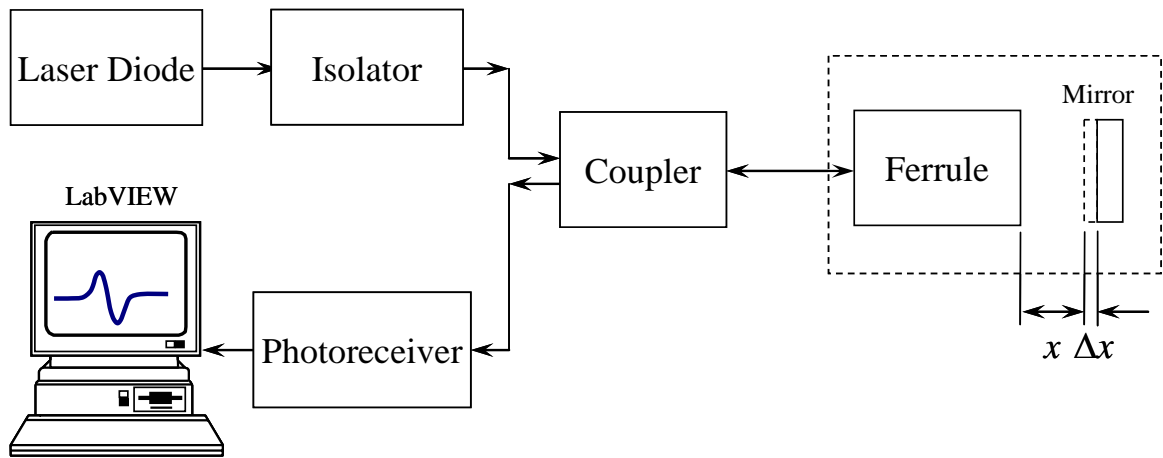 Laser Diode
Isolator
Mirror
Coupler
Ferrule
LabVIEW
Photoreceiver
x Δx